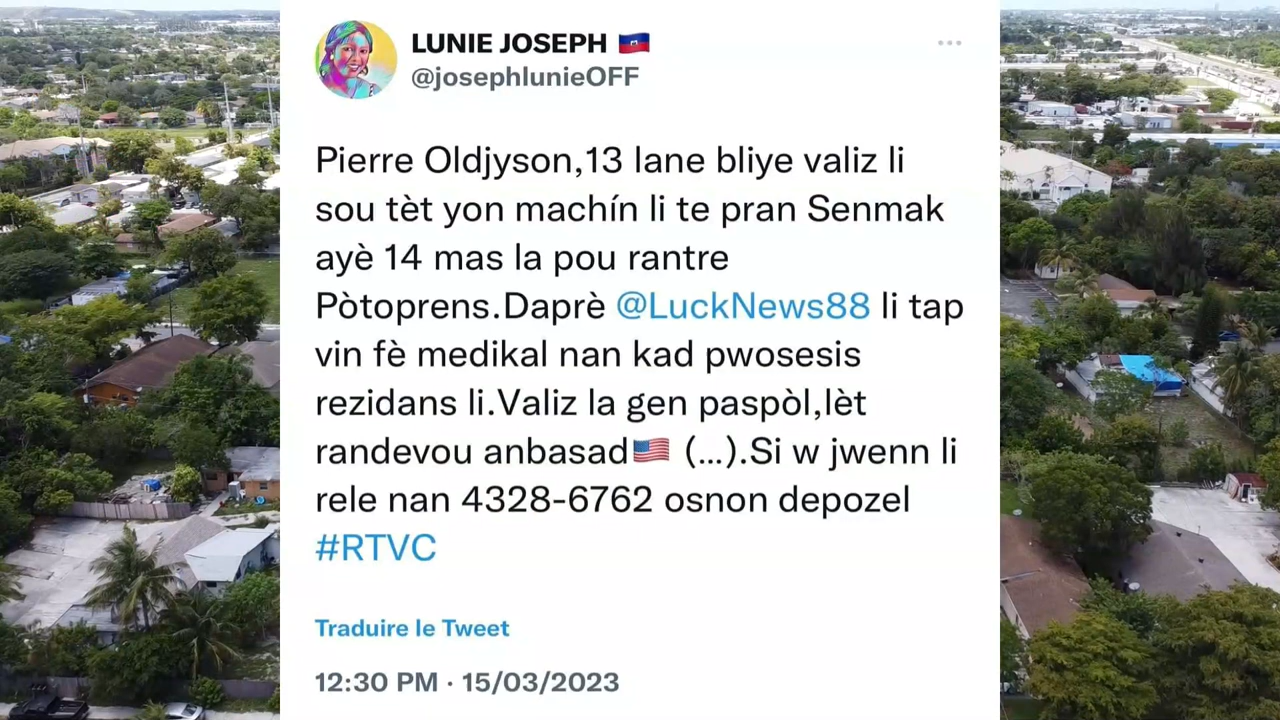 LUNIE JOSEPH 🇭🇹
@josephlunieOFF
Pierre Oldjyson,13 lane bliye valiz li
sou tèt yon machín li te pran Senmak
ayè 14 mas la pou rantre
Pòtoprens.Daprè @LuckNews88 li tap
vin fè medikal nan kad pwosesis
rezidans li.Valiz la gen paspòl,lèt
randevou anbasad🇺🇸 (...).Si w jwenn li
rele nan 4328-6762 osnon depozel
#RTVC
Traduire le Tweet
12:30 PM · 15/03/2023